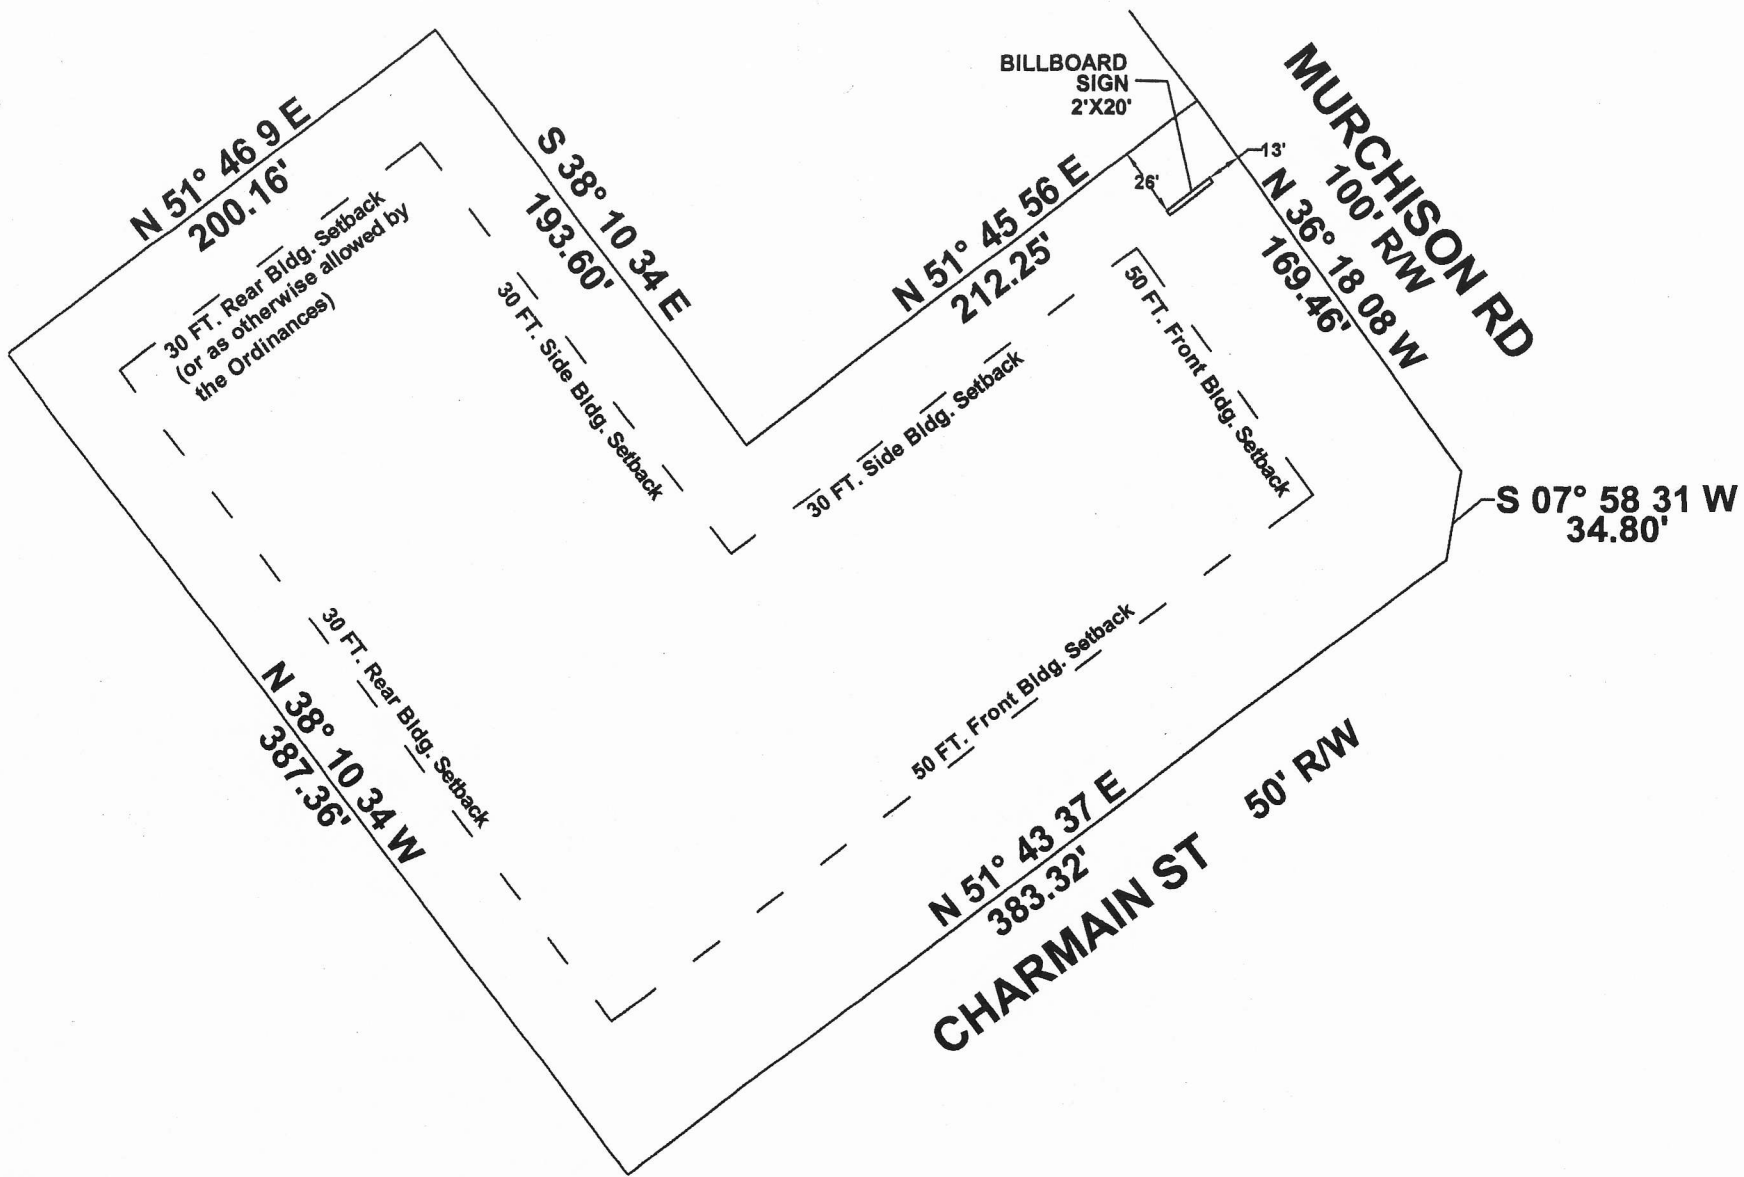 BILLBOARD
SIGN
2'X20'
MURCHISON RD
100' R/W
13'
26'
N 36° 18 08 W
169.46'
N 51° 46 9 E
200.16'
S 38° 10 34 E
193.60'
N 51° 45 56 E
212.25'
30 FT. Rear Bldg. Setback
(or as otherwise allowed by
the Ordinances)
30 FT. Side Bldg. Setback
30 FT. Side Bldg. Setback
50 FT. Front Bldg. Setback
S 07° 58 31 W
34.80'
30 FT. Rear Bldg. Setback
N 38° 10 34 W
387.36'
50 FT. Front Bldg. Setback
N 51° 43 37 E
383.32'
CHARMAIN ST 50' R/W